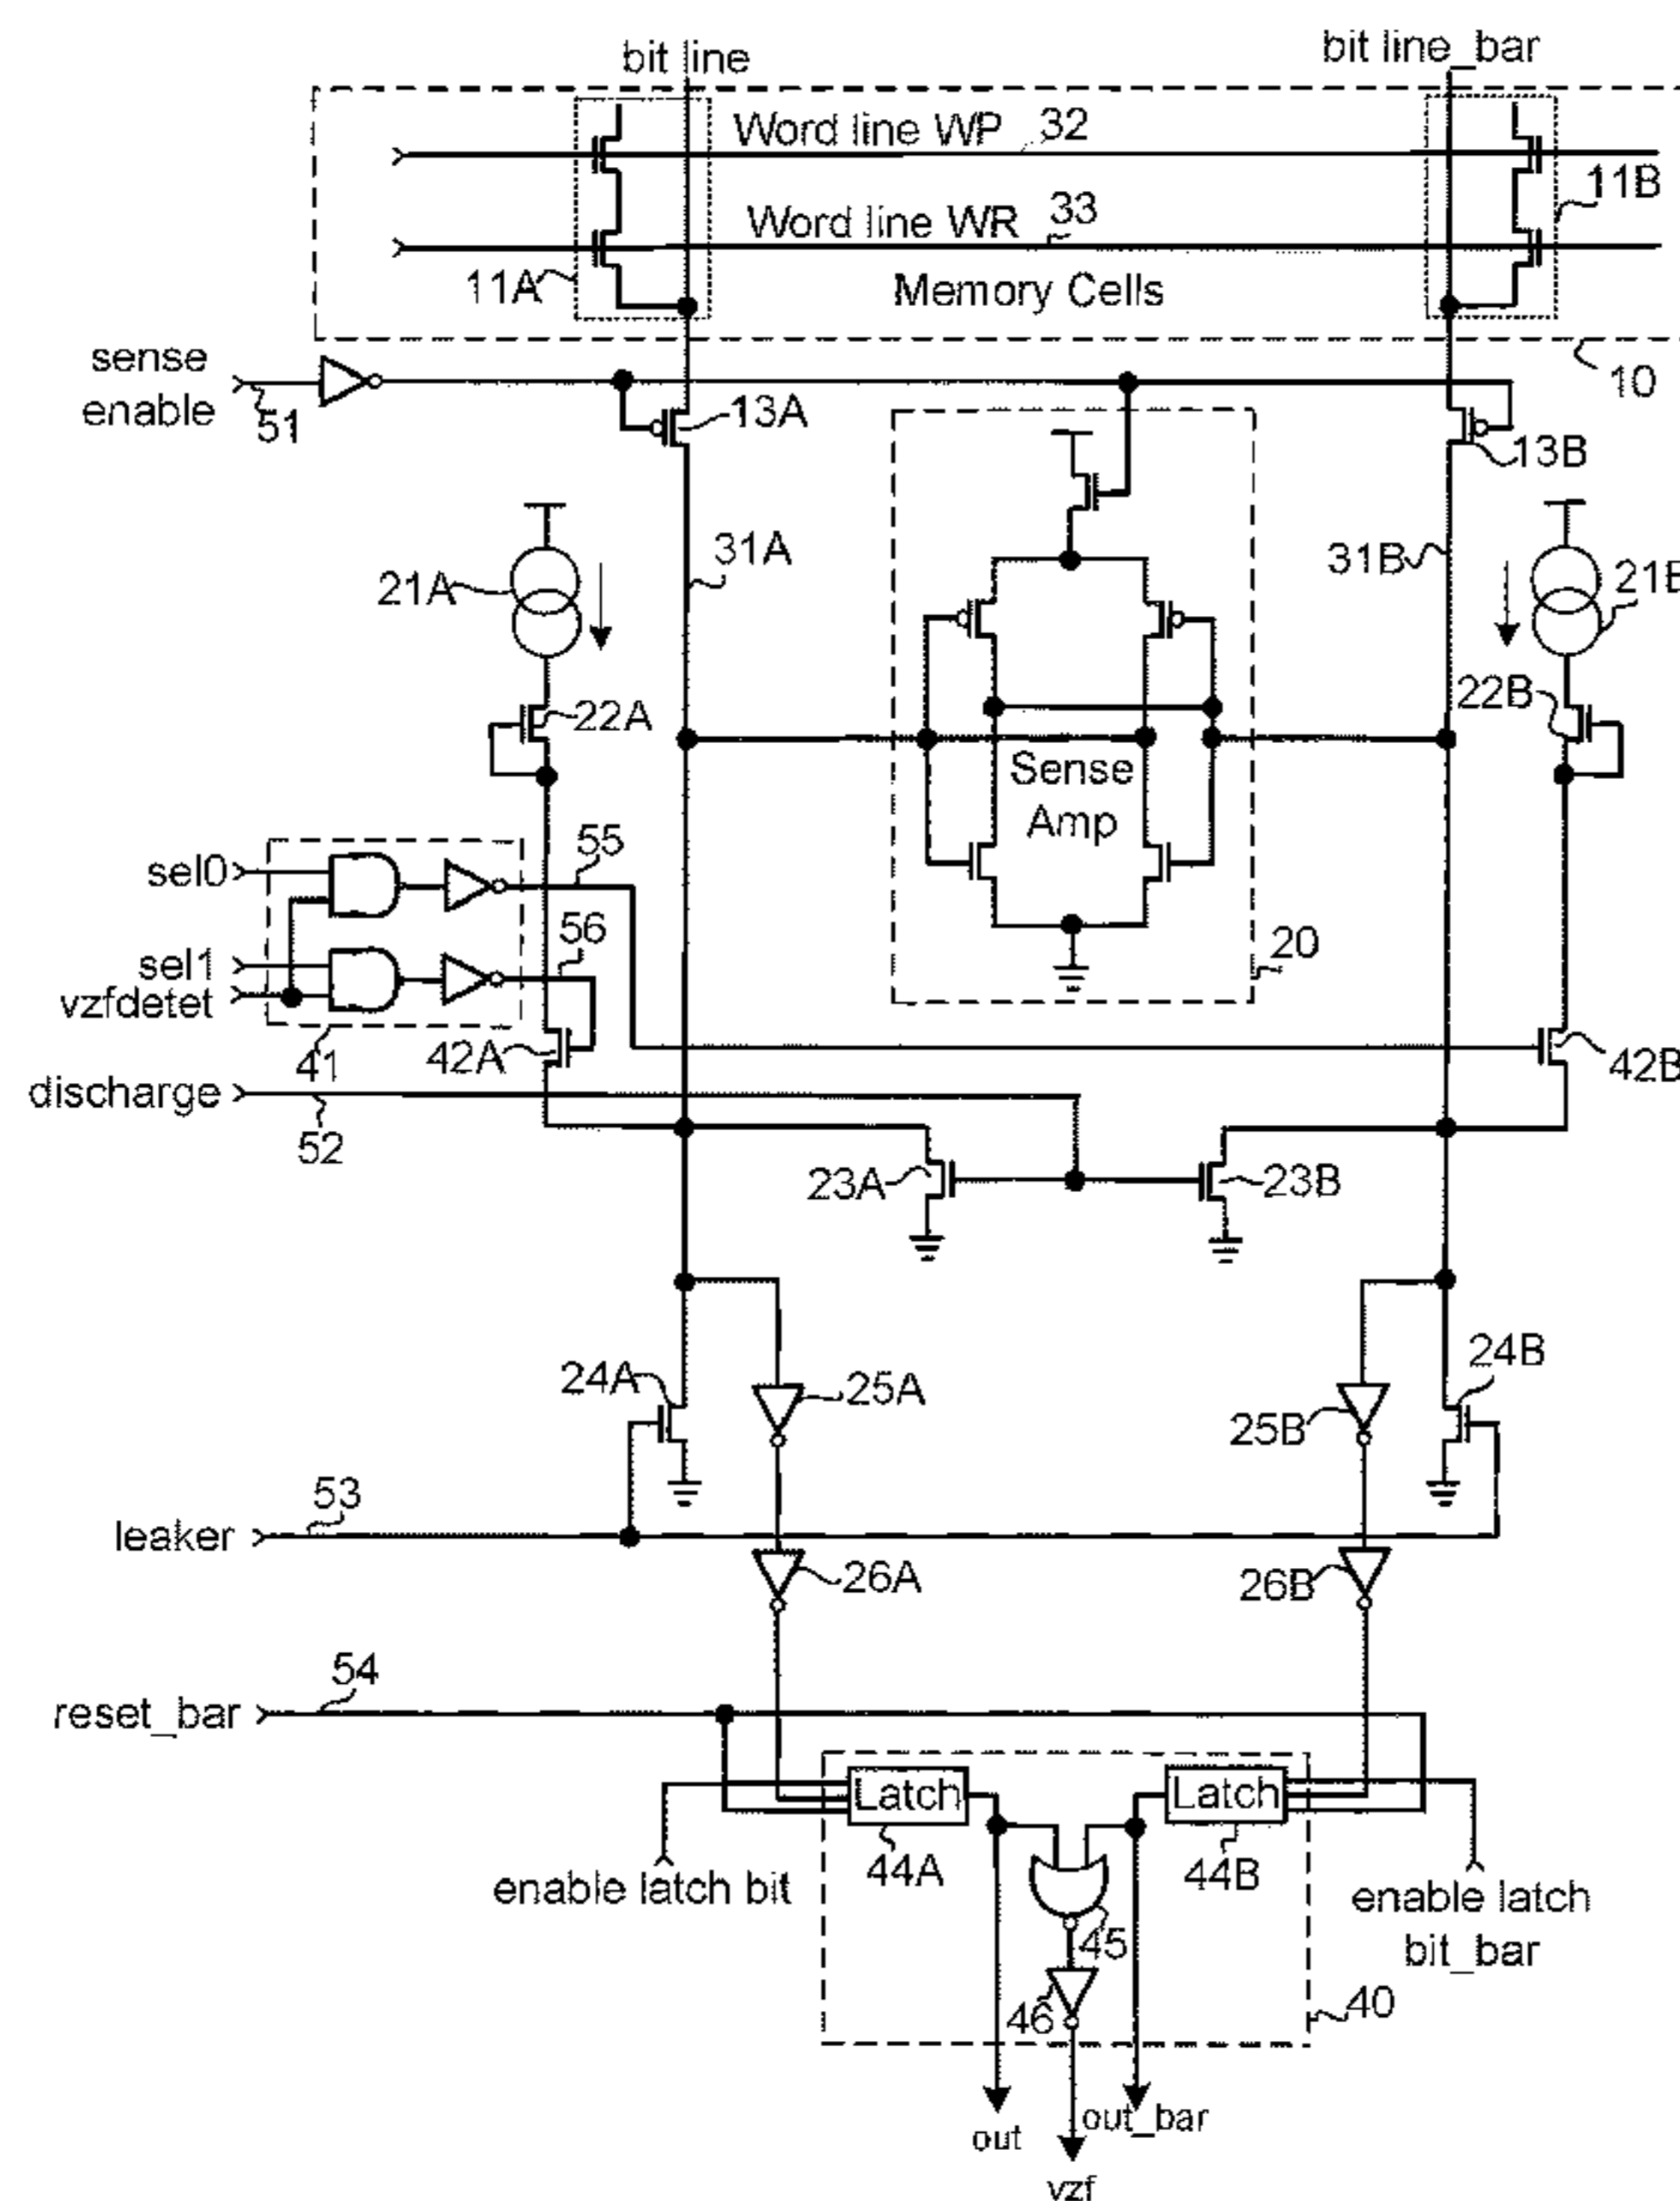 bit line
bit line_bar
Word line WP
32
11B
Word line WR
33
11A
Memory Cells
sense
enable
51
10
13A
13B
31A
31B
21A
21B
22A
22B
Sense
Amp
sel0
55
sel1
56
vzfdetet
20
41
42A
42B
discharge
52
23A
23B
24A
24B
25A
25B
53
leaker
26A
26B
54
reset_bar
Latch
Latch
44A
44B
enable latch bit
enable latch
bit_bar
45
46
40
out
out_bar
vzf